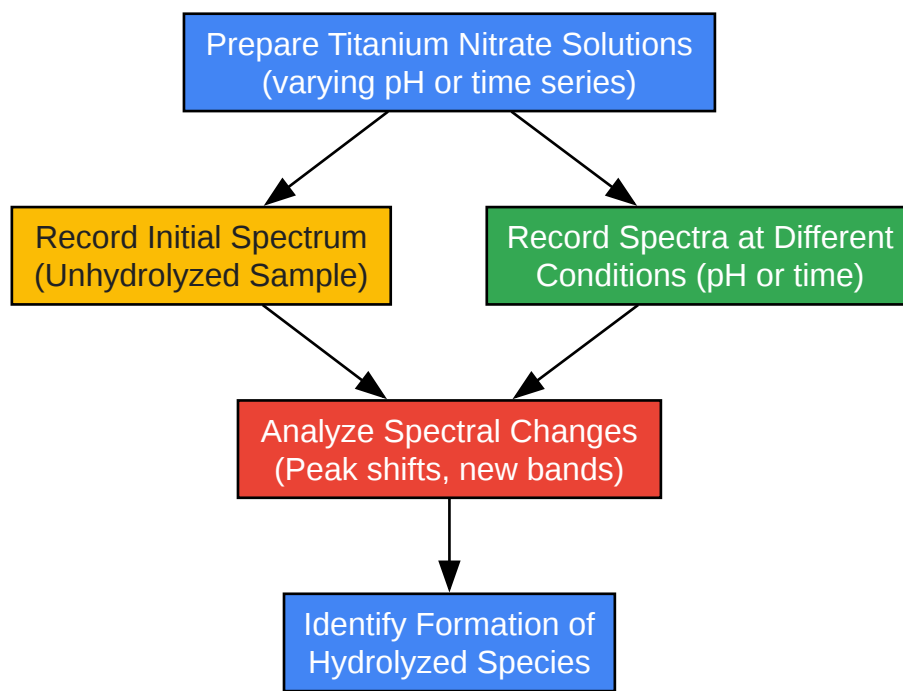 Prepare Titanium Nitrate Solutions
(varying pH or time series)
Record Initial Spectrum
(Unhydrolyzed Sample)
Record Spectra at Different
Conditions (pH or time)
Analyze Spectral Changes
(Peak shifts, new bands)
Identify Formation of
Hydrolyzed Species